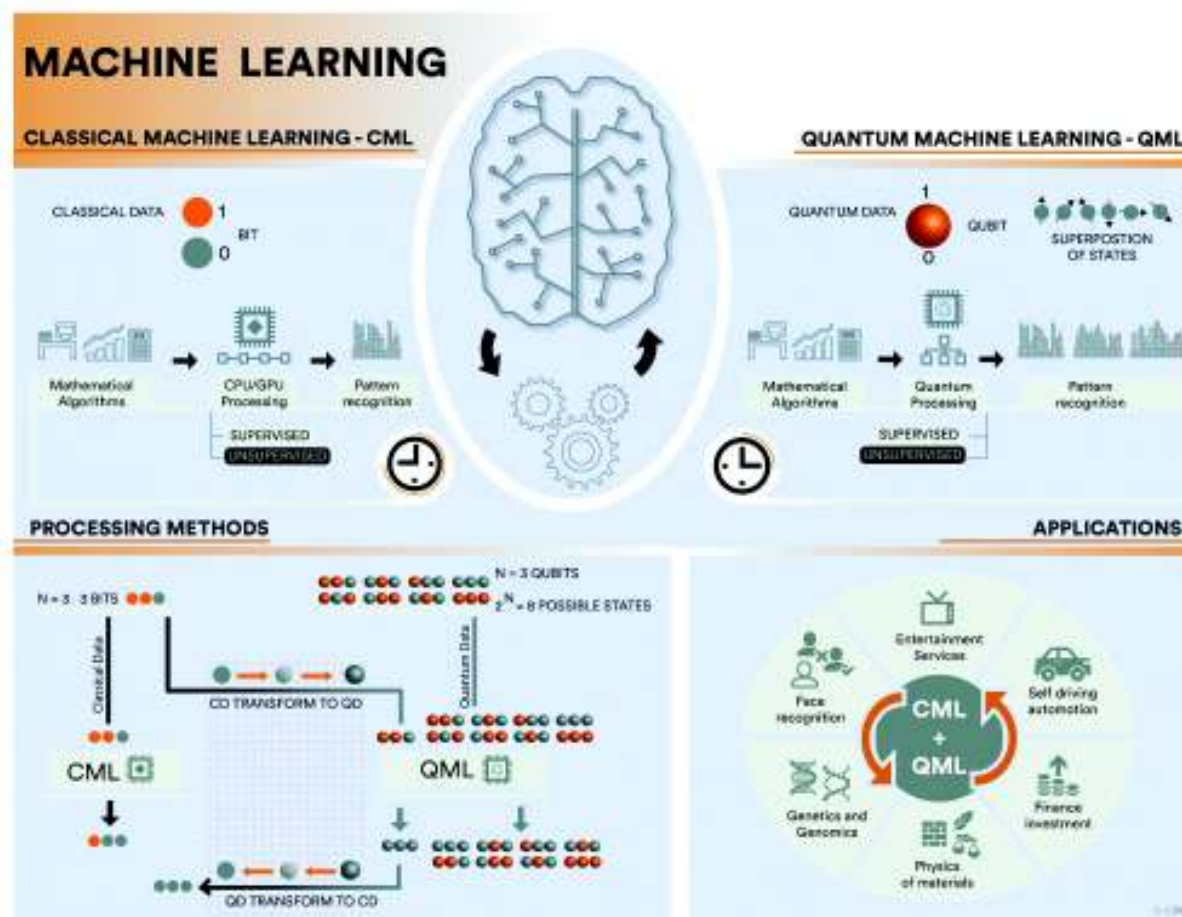 MACHINE LEARNING
CLASSICAL MACHINE LEARNING - CML
QUANTUM MACHINE LEARNING - QML
CLASSICAL DATA
1
BIT
0
Mathematical
Algorithms
CPU/GPU
Processing
Pattern
recognition
SUPERVISED
UNSUPERVISED
QUANTUM DATA
1
QUBIT
0
SUPERPOSTION
OF STATES
Mathematical
Algorithms
Quantum
Processing
Pattern
recognition
SUPERVISED
UNSUPERVISED
PROCESSING METHODS
N = 3 3 BITS
N = 3 QUBITS
2^N = 8 POSSIBLE STATES
Classical Data
Quantum Data
CD TRANSFORM TO QD
CML
QML
QD TRANSFORM TO CD
APPLICATIONS
Entertainment
Services
Face
recognition
Self driving
automation
CML
+
QML
Genetics and
Genomics
Finance
investment
Physics
of materials